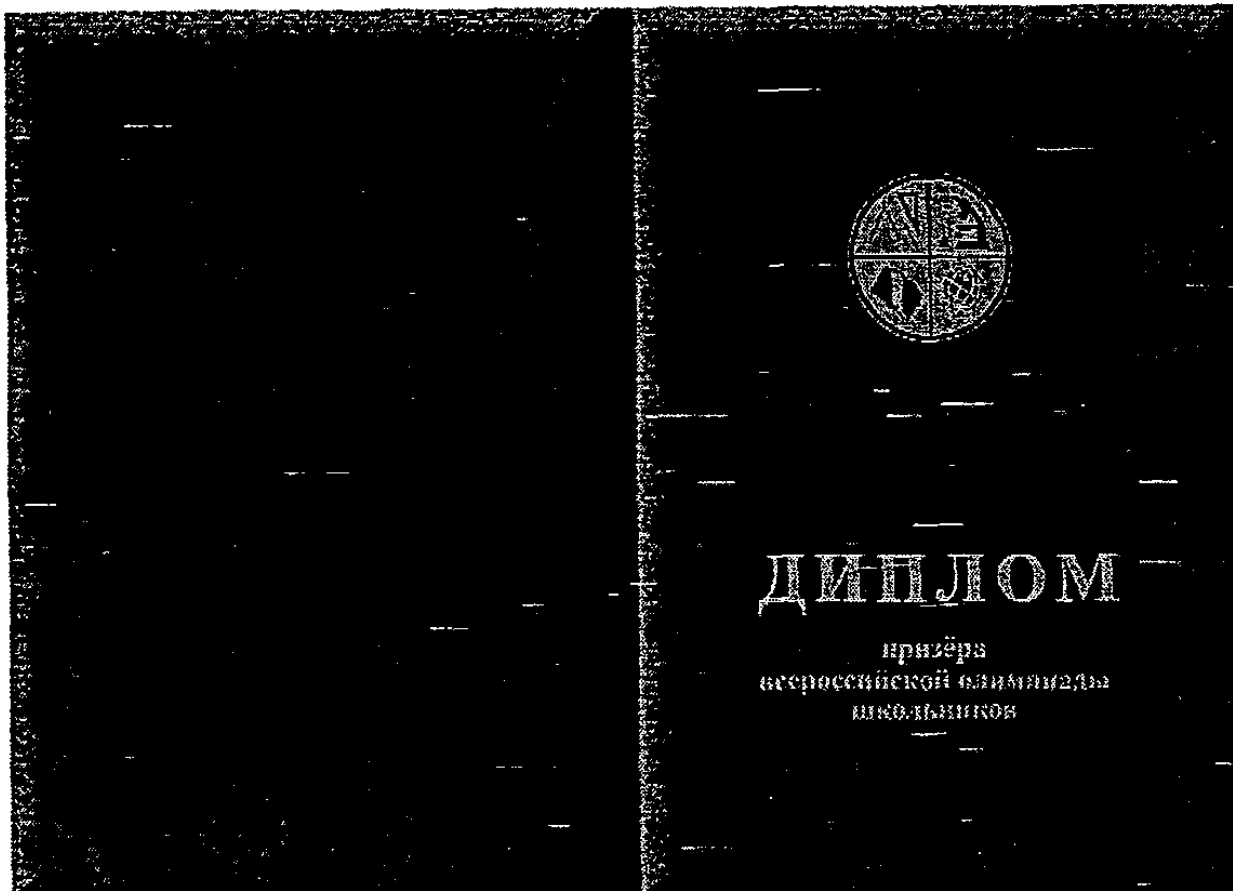 ДИПЛОМ
призёра
всероссийской олимпиады
школьников